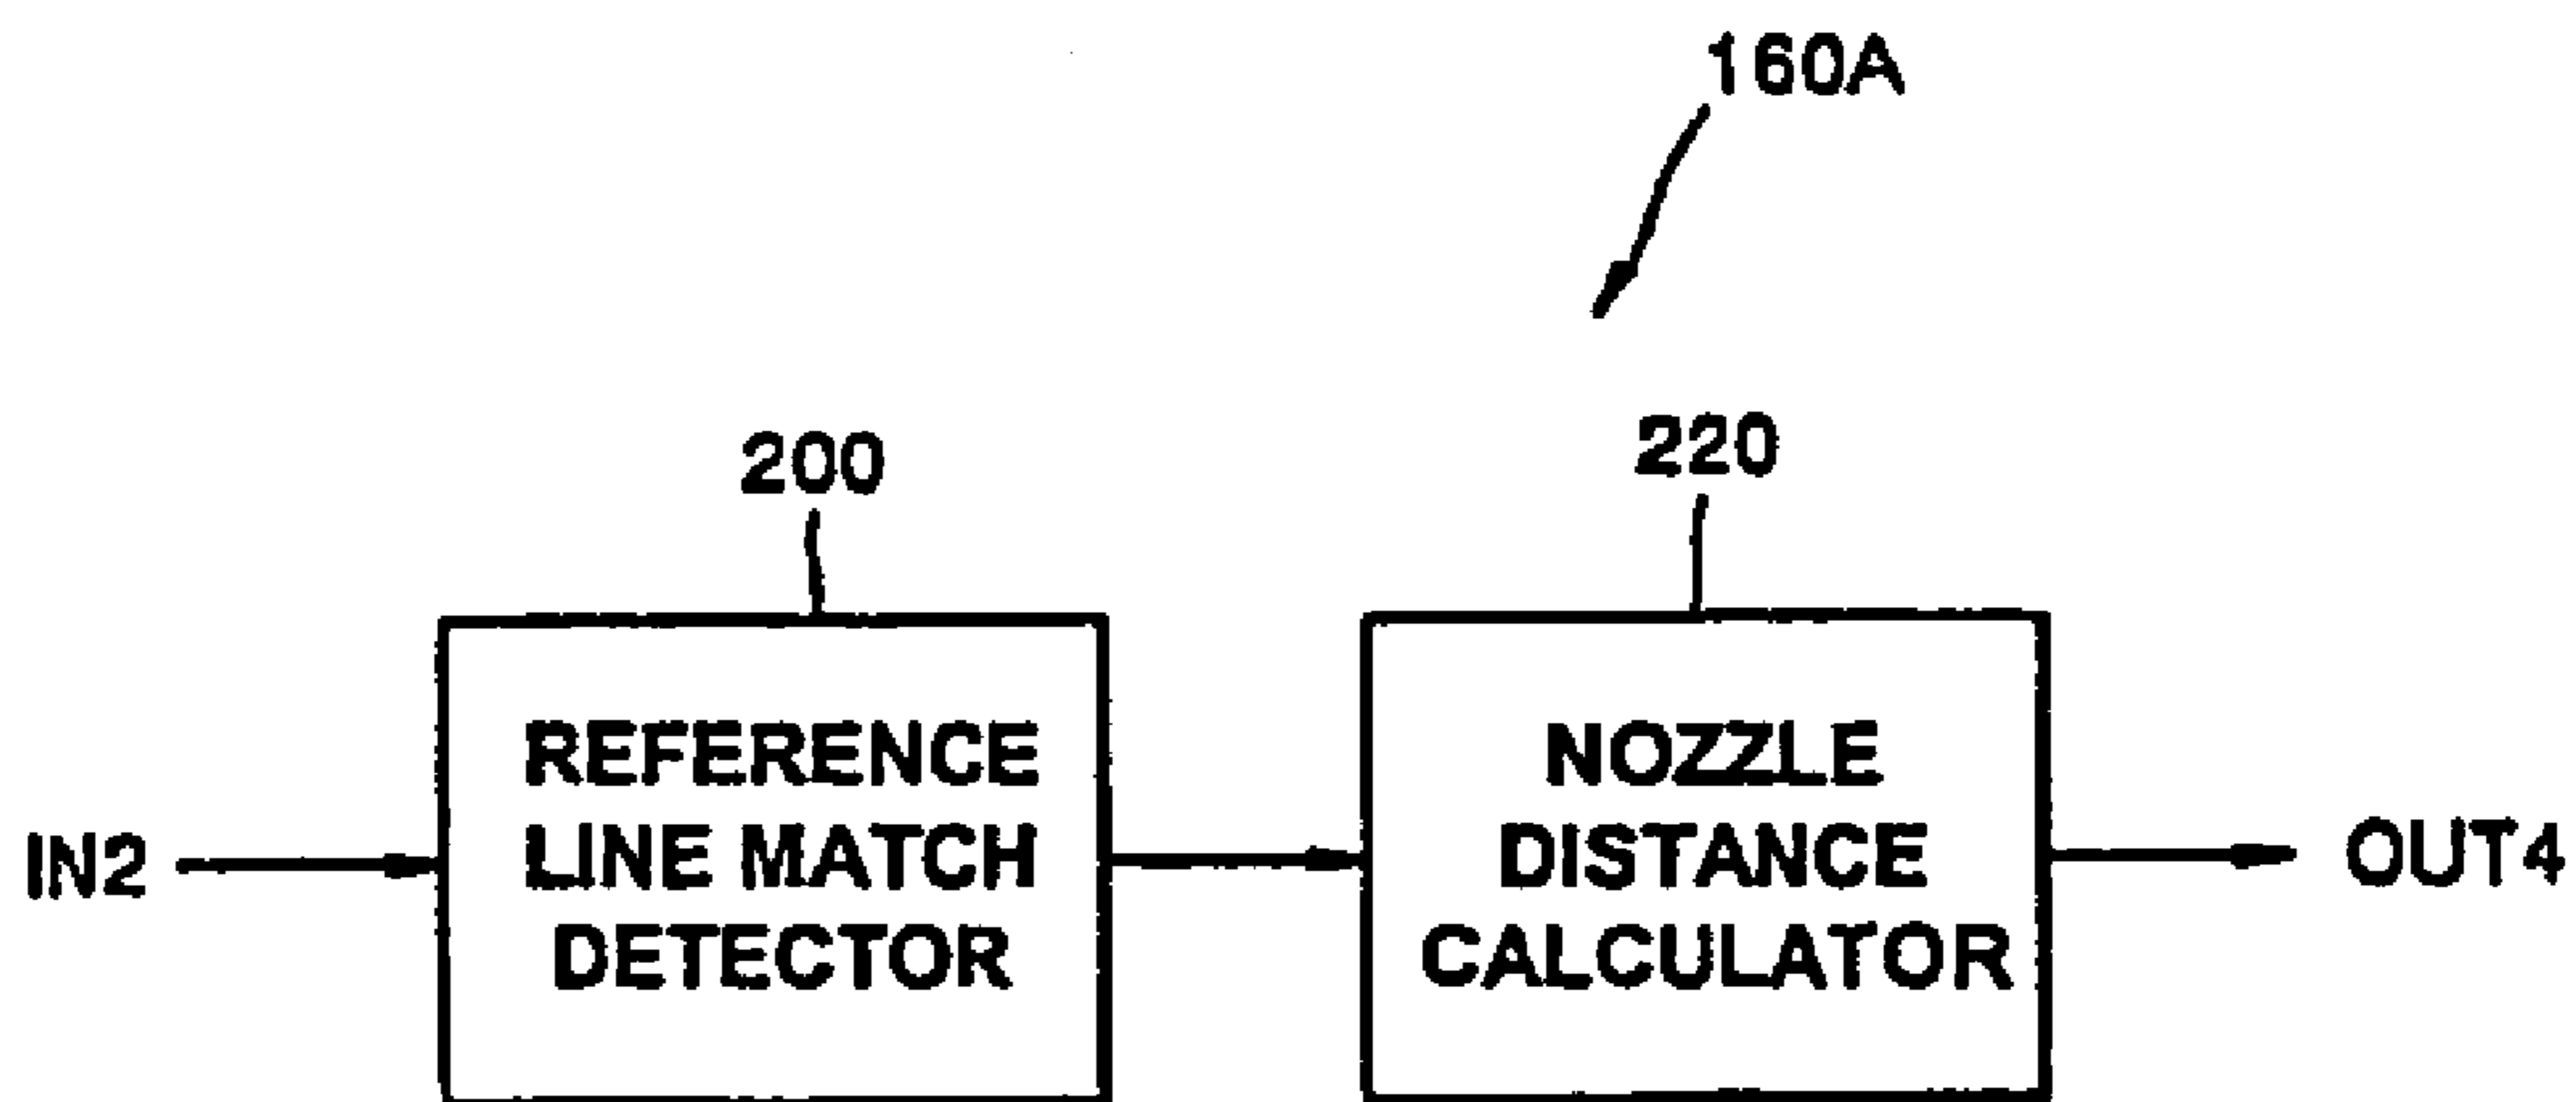 160A
200
220
REFERENCE
LINE MATCH
DETECTOR
NOZZLE
DISTANCE
CALCULATOR
IN2
OUT4